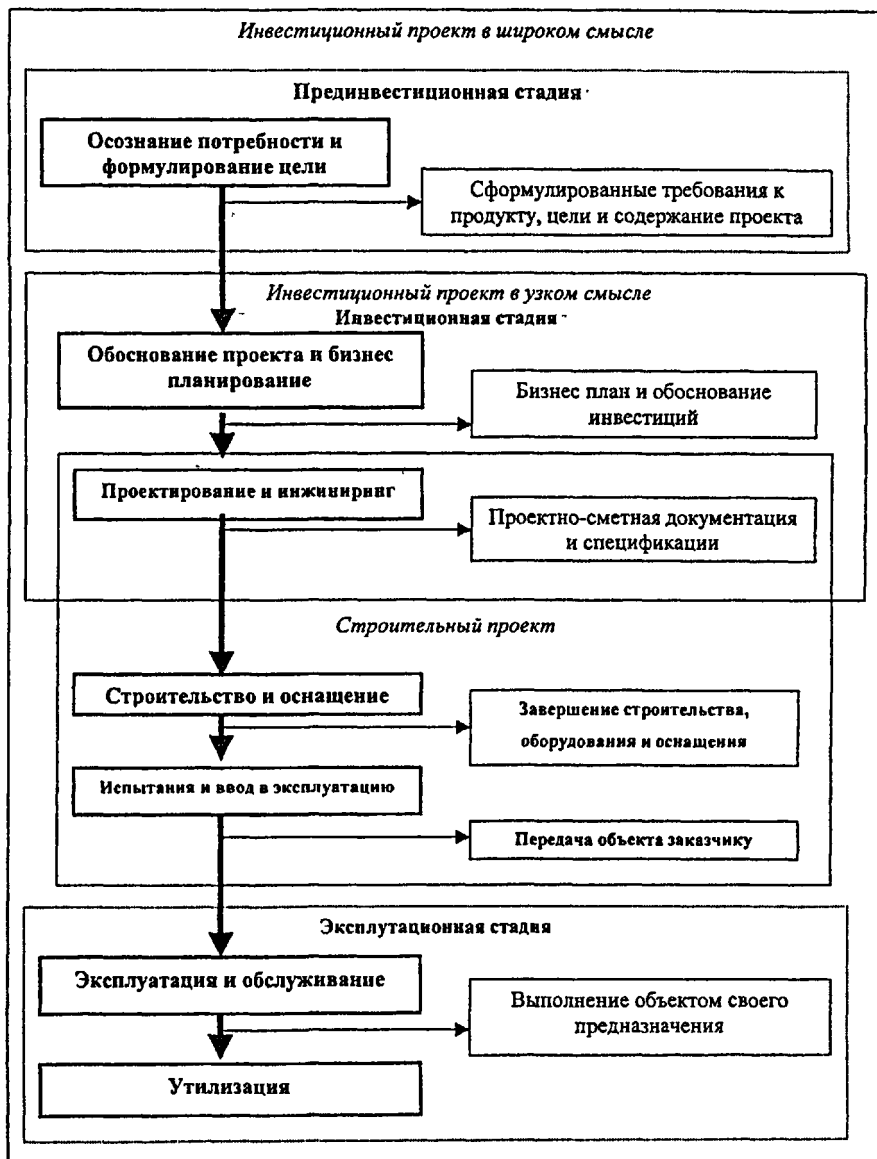 Инвестиционный проект в широком смысле
Прединвестиционная стадия
Осознание потребности и
формулирование цели
Сформулированные требования к
продукту, цели и содержание проекта
Инвестиционный проект в узком смысле
Инвестиционная стадия
Обоснование проекта и бизнес
планирование
Бизнес план и обоснование
инвестиций
Проектирование и инжиниринг
Проектно-сметная документация
и спецификации
Строительный проект
Строительство и оснащение
Завершение строительства,
оборудования и оснащения
Испытания и ввод в эксплуатацию
Передача объекта заказчику
Эксплутационная стадия
Эксплуатация и обслуживание
Выполнение объектом своего
предназначения
Утилизация